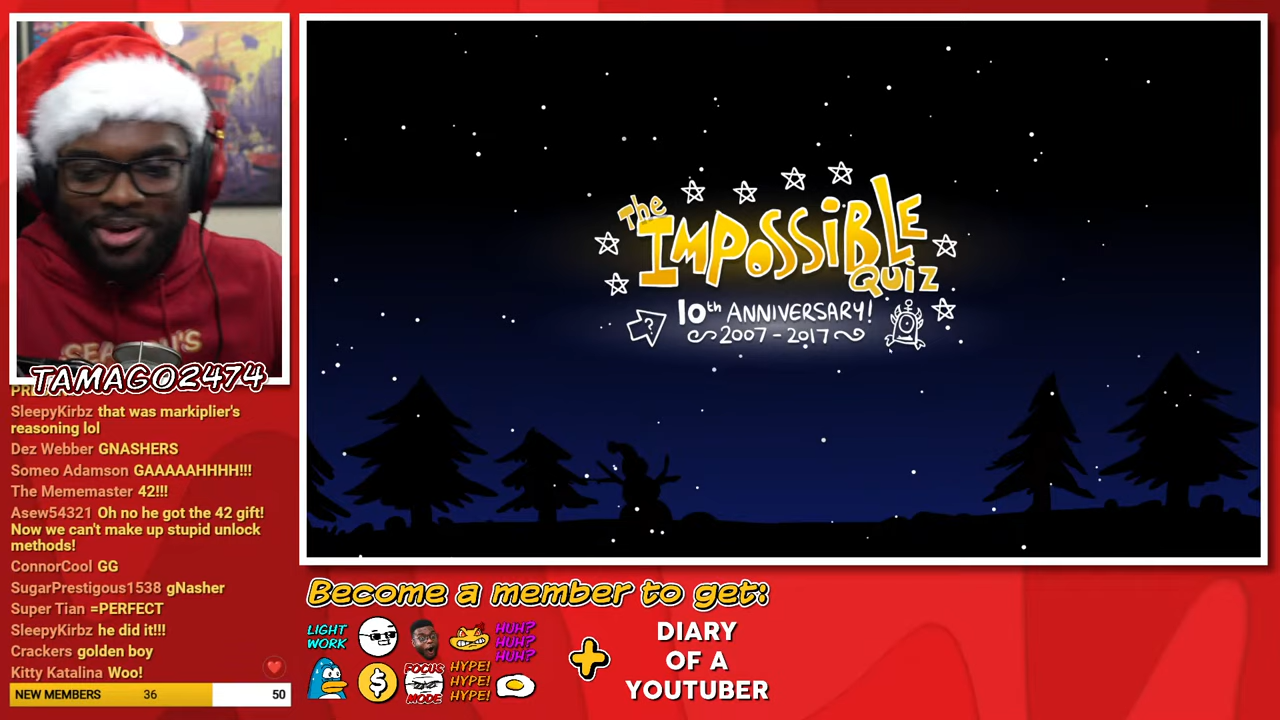 The
IMPOSSIBLE
QUIZ
10th ANNIVERSARY!
2007-2017
?
TAMAGO2474
SleepyKirbz that was markiplier's
reasoning lol
Dez Webber GNASHERS
Someo Adamson GAAAAAHHHH!!!
The Mememaster 42!!!
Asew54321 Oh no he got the 42 gift!
Now we can't make up stupid unlock
methods!
ConnorCool GG
SugarPrestigous1538 gNasher
Super Tian =PERFECT
SleepyKirbz he did it!!!
Crackers golden boy
Kitty Katalina Woo!
NEW MEMBERS 36 50
Become a member to get:
LIGHT
WORK
HUH?
HUH?
HUH?
$
FOCUS
MODE
HYPE!
HYPE!
HYPE!
DIARY
OF A
YOUTUBER